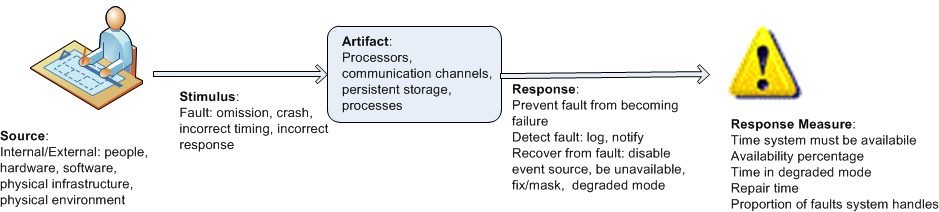 Source:
Internal/External: people,
hardware, software,
physical infrastructure,
physical environment
Stimulus:
Fault: omission, crash,
incorrect timing, incorrect
response
Artifact:
Processors,
communication channels,
persistent storage,
processes
Response:
Prevent fault from becoming
failure
Detect fault: log, notify
Recover from fault: disable
event source, be unavailable,
fix/mask, degraded mode
Response Measure:
Time system must be availabile
Availability percentage
Time in degraded mode
Repair time
Proportion of faults system handles